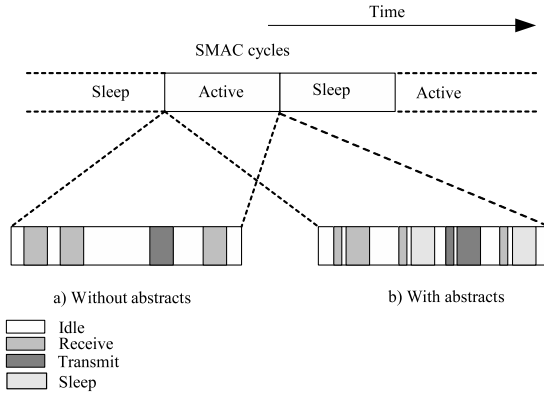 Time
SMAC cycles
Sleep Active Sleep Active
a) Without abstracts b) With abstracts
Idle
Receive
Transmit
Sleep